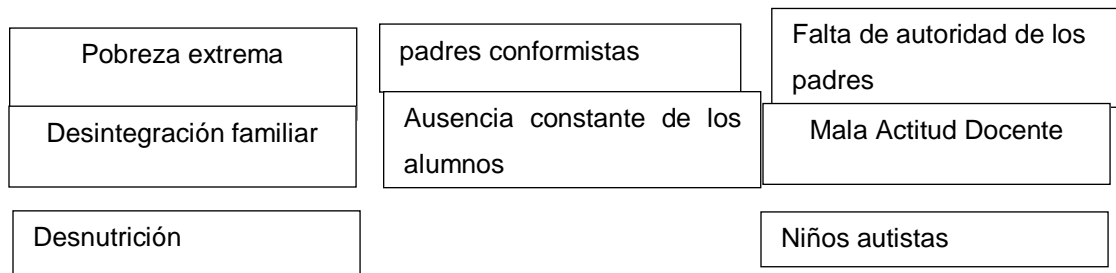 Pobreza extrema
padres conformistas
Falta de autoridad de los
padres
Desintegración familiar
Ausencia constante de los
alumnos
Mala Actitud Docente
Desnutrición
Niños autistas